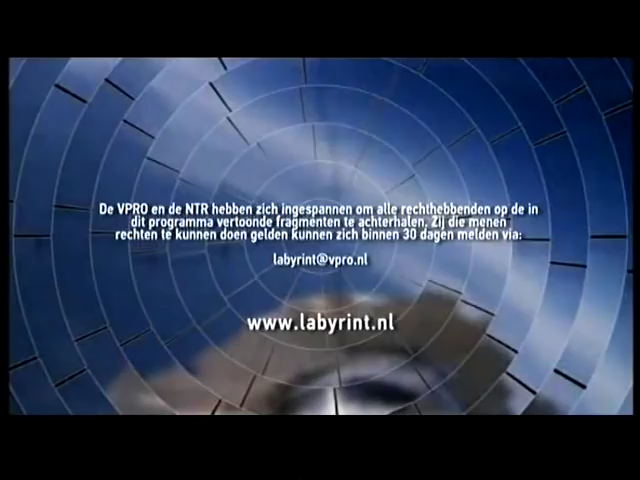 De VPRO en de NTR hebben zich ingespannen om alle rechthebbenden op de in
dit programma vertoonde fragmenten te achterhalen. Zij die menen
rechten te kunnen doen gelden kunnen zich binnen 30 dagen melden via:
labyrint@vpro.nl
www.labyrint.nl